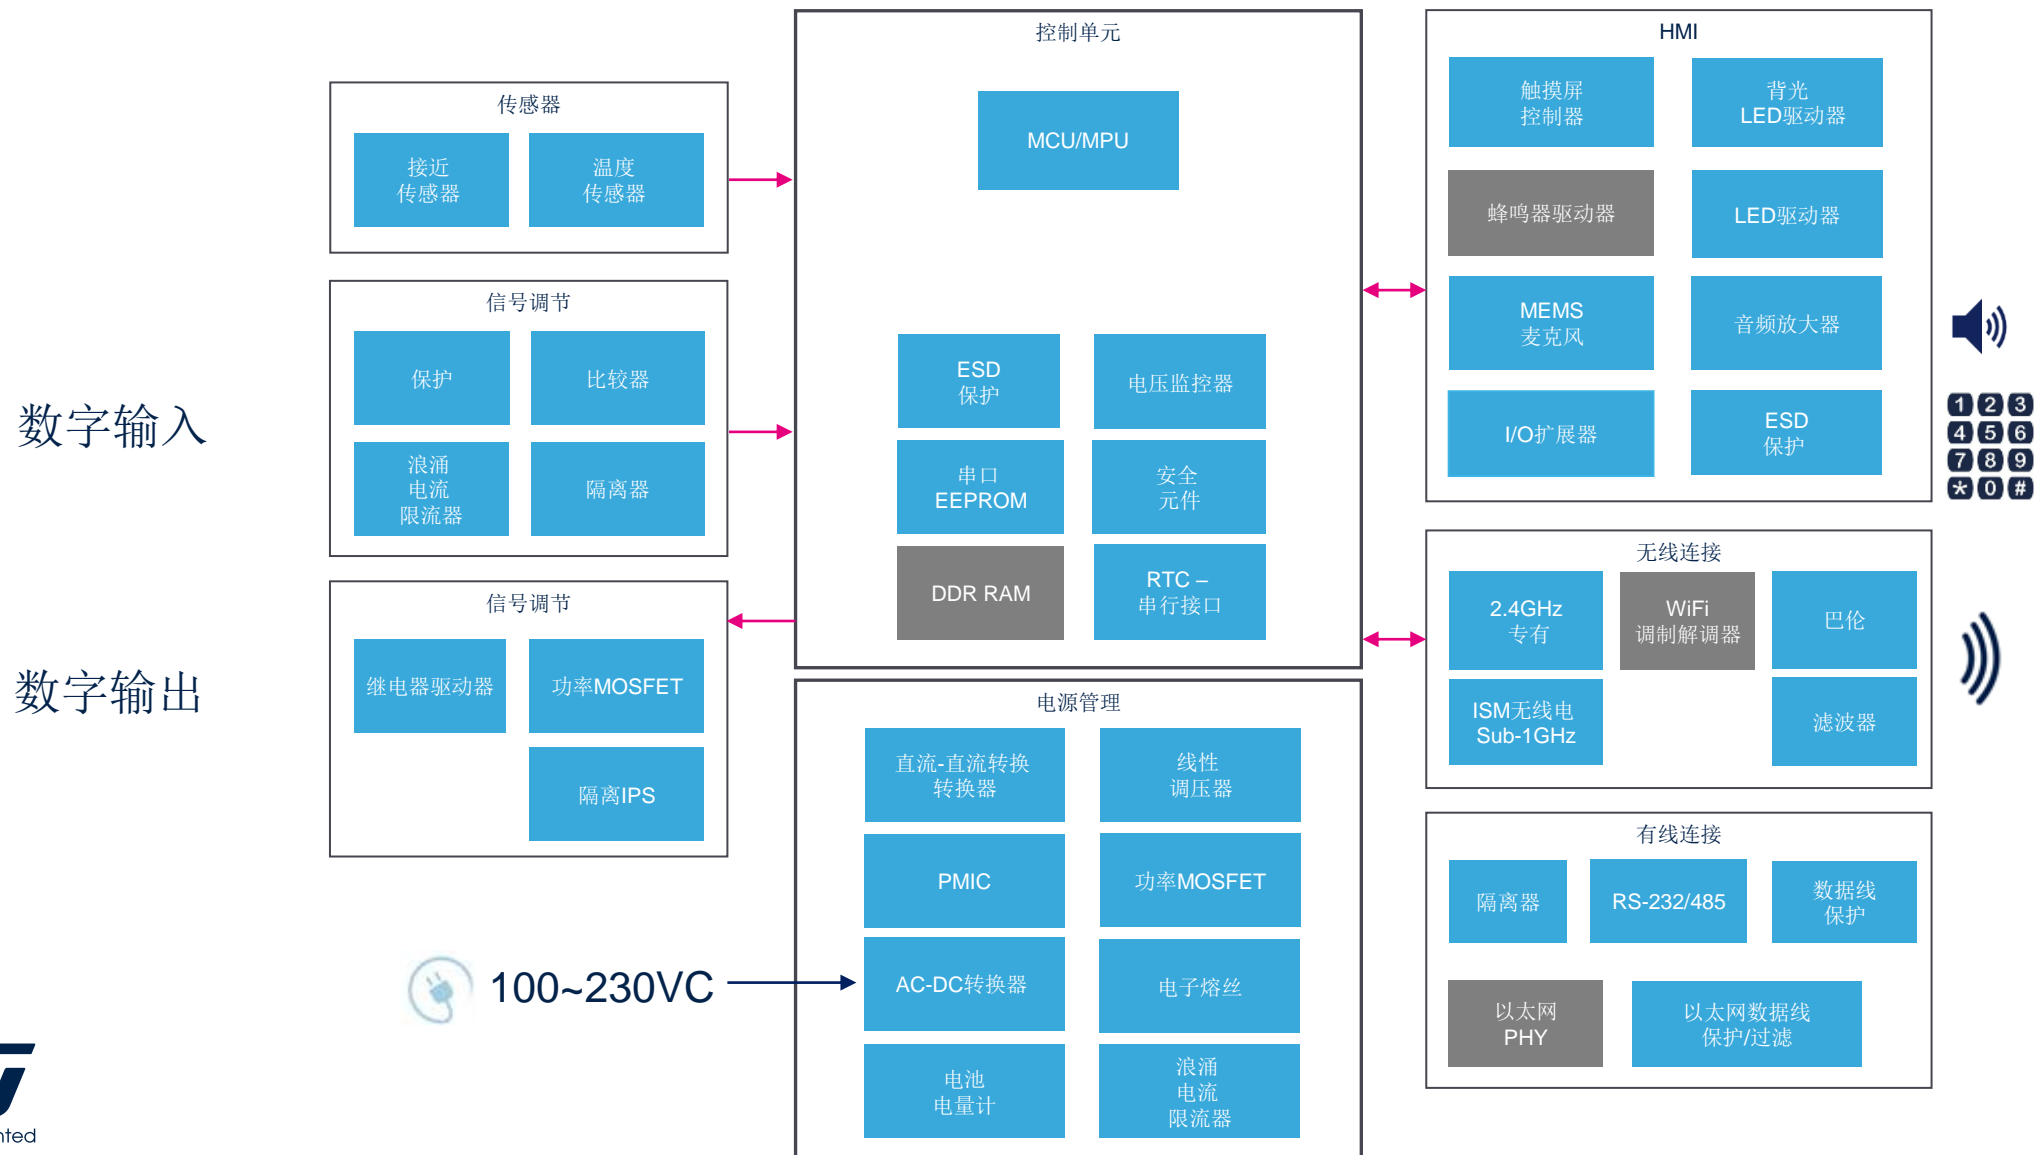 控制单元
MCU/MPU
ESD
保护
电压监控器
串口
EEPROM
安全
元件
DDR RAM
RTC –
串行接口
传感器
接近
传感器
温度
传感器
数字输入
信号调节
保护
比较器
浪涌
电流
限流器
隔离器
数字输出
信号调节
继电器驱动器
功率MOSFET
隔离IPS
电源管理
直流-直流转换
转换器
线性
调压器
PMIC
功率MOSFET
100~230VC
AC-DC转换器
电子熔丝
电池
电量计
浪涌
电流
限流器
HMI
触摸屏
控制器
背光
LED驱动器
蜂鸣器驱动器
LED驱动器
MEMS
麦克风
音频放大器
I/O扩展器
ESD
保护
1 2 3
4 5 6
7 8 9
* 0 #
无线连接
2.4GHz
专有
WiFi
调制解调器
巴伦
ISM无线电
Sub-1GHz
滤波器
有线连接
隔离器
RS-232/485
数据线
保护
以太网
PHY
以太网数据线
保护/过滤